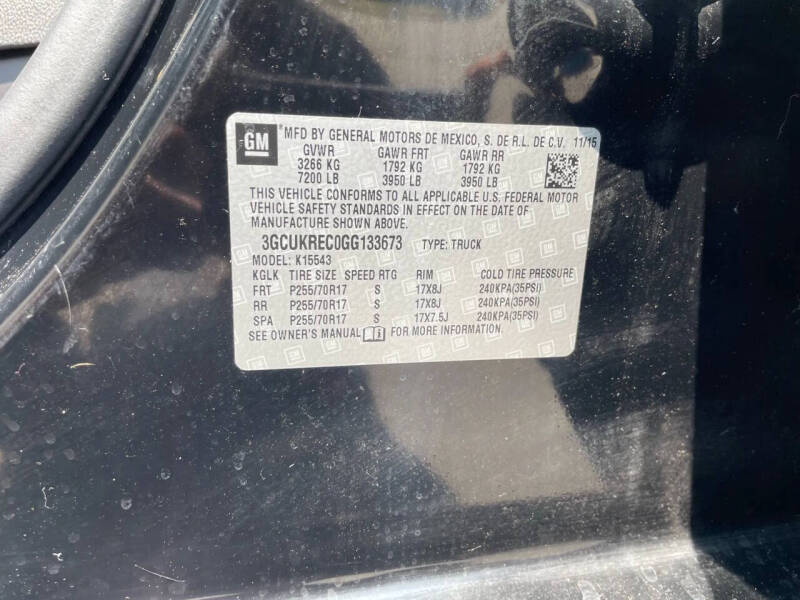 GM MFD BY GENERAL MOTORS DE MEXICO, S. DE R.L. DE C.V. 11/15
GVWR GAWR FRT GAWR RR
3266 KG 1792 KG 1792 KG
7200 LB 3950 LB 3950 LB
THIS VEHICLE CONFORMS TO ALL APPLICABLE U.S. FEDERAL MOTOR
VEHICLE SAFETY STANDARDS IN EFFECT ON THE DATE OF
MANUFACTURE SHOWN ABOVE.
3GCUKREC0GG133673 TYPE: TRUCK
MODEL: K15543
KGLK TIRE SIZE SPEED RTG RIM COLD TIRE PRESSURE
FRT P255/70R17 S 17X8J 240KPA(35PSI)
RR P255/70R17 S 17X8J 240KPA(35PSI)
SPA P255/70R17 S 17X7.5J 240KPA(35PSI)
SEE OWNER'S MANUAL FOR MORE INFORMATION.